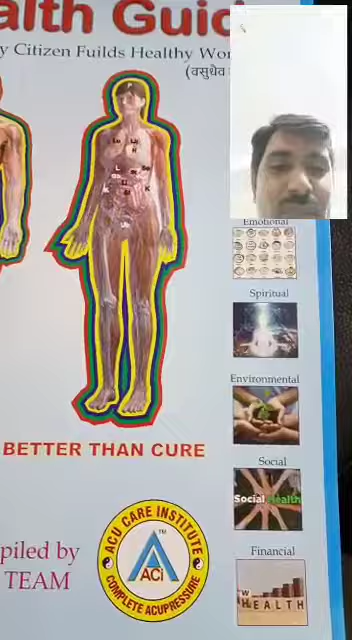 alth Guid
y Citizen Fuilds Healthy Wor
(वसुधैव
Emotional
Spiritual
Environmental
Social
Social Health
Financial
HEALTH
BETTER THAN CURE
piled by
TEAM
ACU CARE INSTITUTE
TM
ACi
COMPLETE ACUPRESSURE